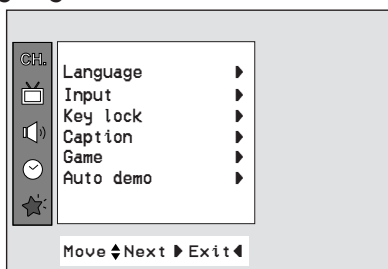 CH.
Language
Input
Key lock
Caption
Game
Auto demo
Move Next Exit